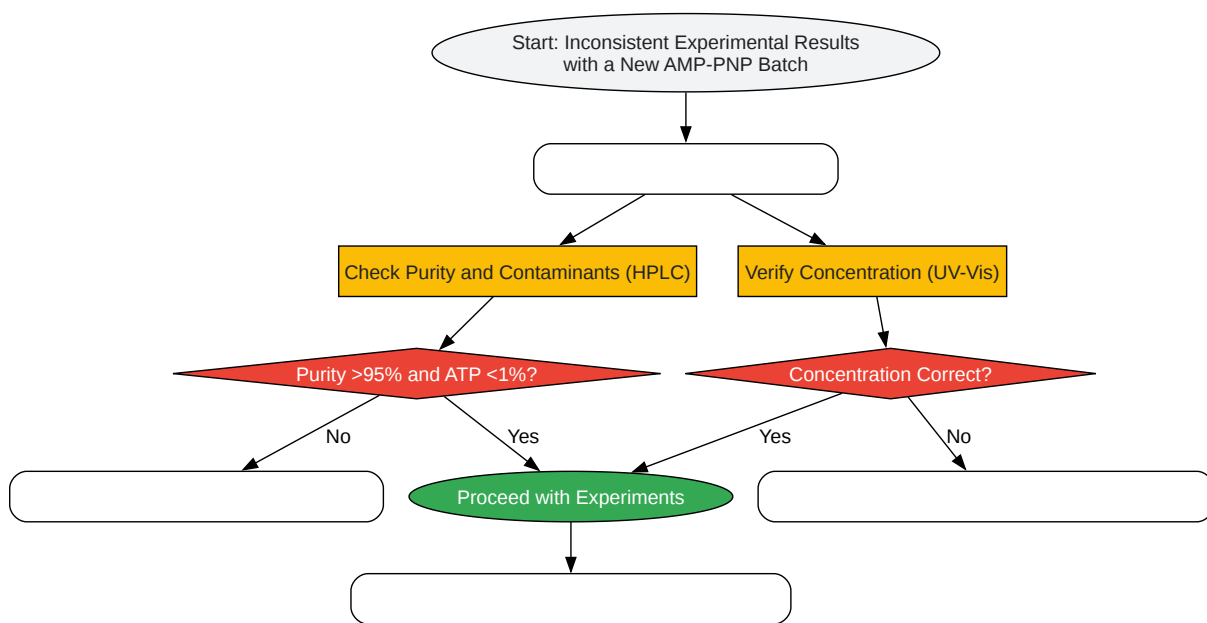 Start: Inconsistent Experimental Results
with a New AMP-PNP Batch
Check Purity and Contaminants (HPLC)
Verify Concentration (UV-Vis)
Purity >95% and ATP <1%?
Concentration Correct?
No
Yes
Yes
No
Proceed with Experiments